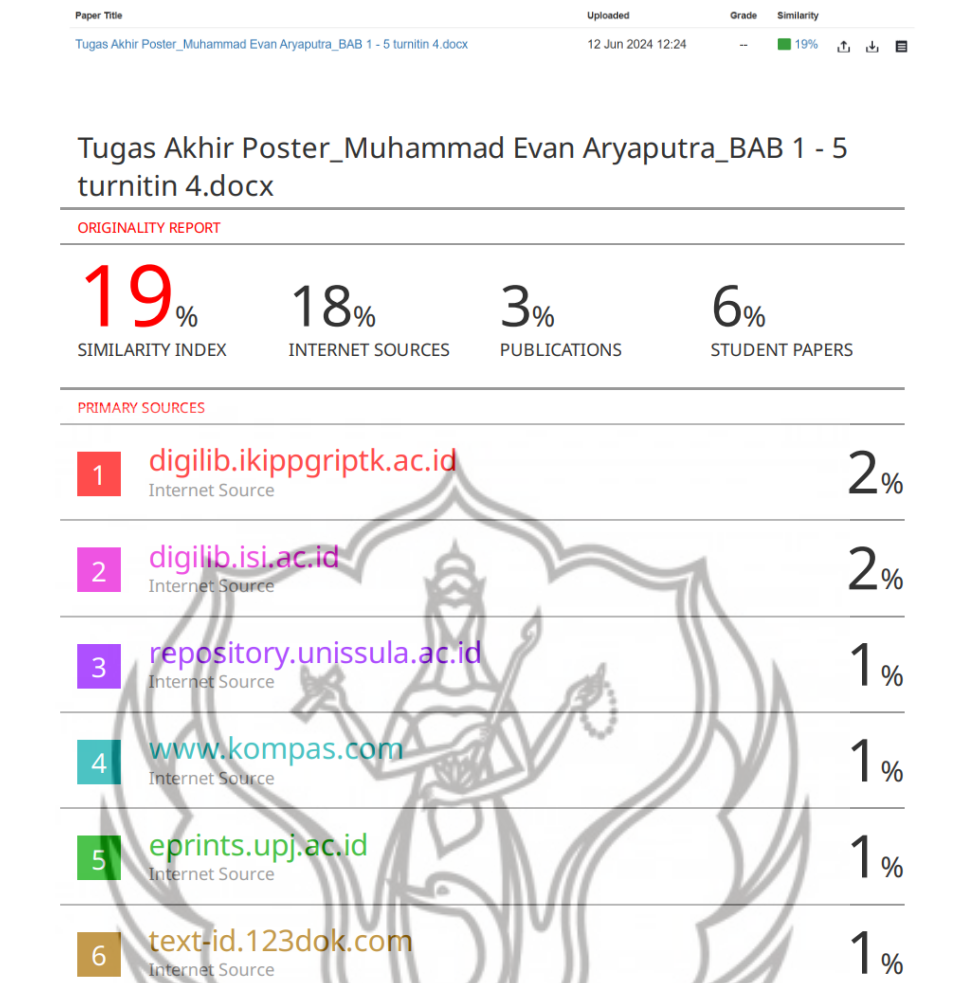 Paper Title Uploaded Grade Similarity
Tugas Akhir Poster_Muhammad Evan Aryaputra_BAB 1 - 5 turnitin 4.docx 12 Jun 2024 12:24 -- 19%
Tugas Akhir Poster_Muhammad Evan Aryaputra_BAB 1 - 5
turnitin 4.docx
ORIGINALITY REPORT
19% 18% 3% 6%
SIMILARITY INDEX INTERNET SOURCES PUBLICATIONS STUDENT PAPERS
PRIMARY SOURCES
1 digilib.ikippgriptk.ac.id 2%
Internet Source
2 digilib.isi.ac.id 2%
Internet Source
3 repository.unissula.ac.id 1%
Internet Source
4 www.kompas.com 1%
Internet Source
5 eprints.upj.ac.id 1%
Internet Source
6 text-id.123dok.com 1%
Internet Source